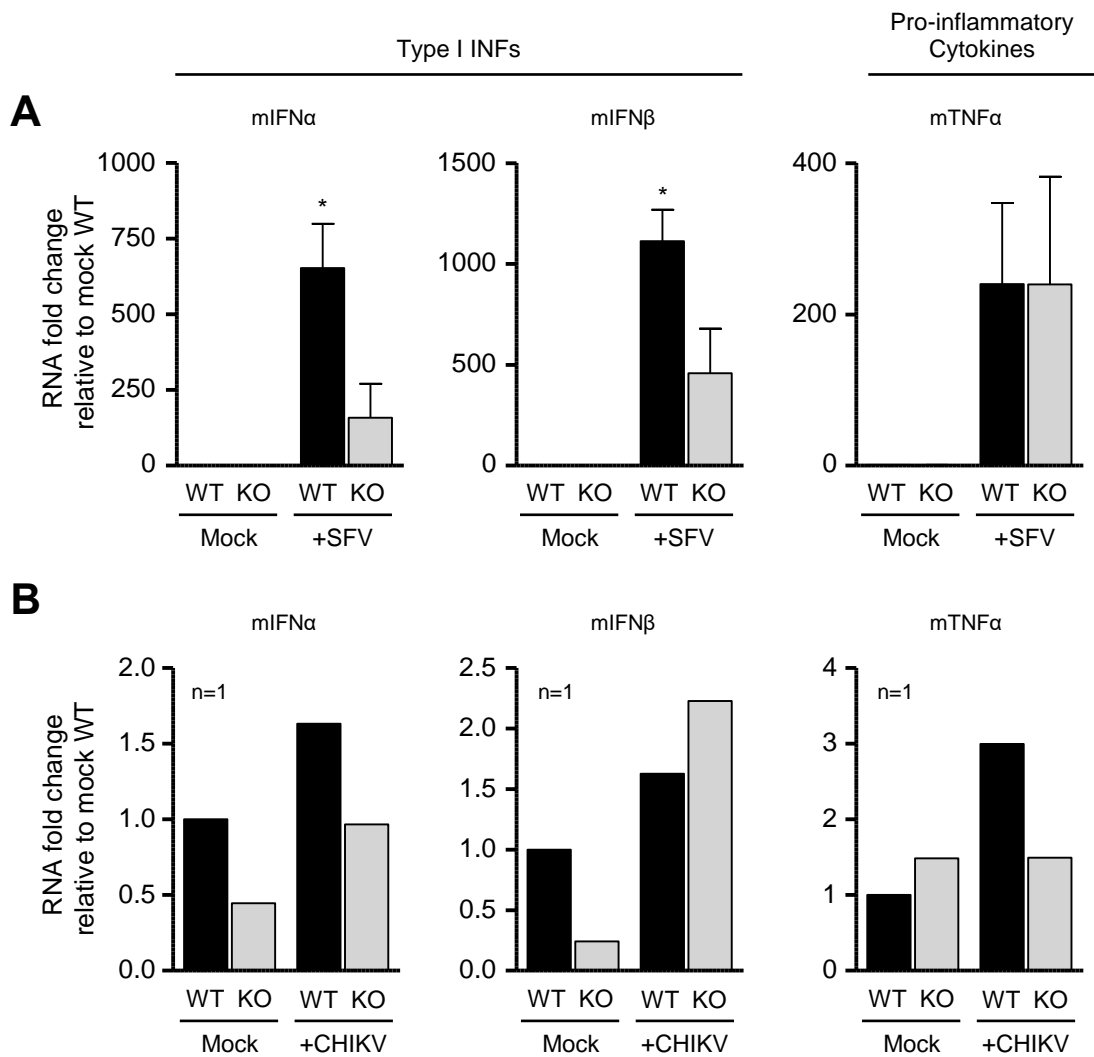 Type I INFs
Pro-inflammatory
Cytokines
A
mIFNα
RNA fold change
relative to mock WT
1000
750
500
250
0
*
WT KO WT KO
Mock +SFV
mIFNβ
1500
1000
500
0
*
WT KO WT KO
Mock +SFV
mTNFα
400
200
0
WT KO WT KO
Mock +SFV
B
mIFNα
RNA fold change
relative to mock WT
2.0
1.5
1.0
0.5
0.0
n=1
WT KO WT KO
Mock +CHIKV
mIFNβ
2.5
2.0
1.5
1.0
0.5
0.0
n=1
WT KO WT KO
Mock +CHIKV
mTNFα
4
3
2
1
0
n=1
WT KO WT KO
Mock +CHIKV